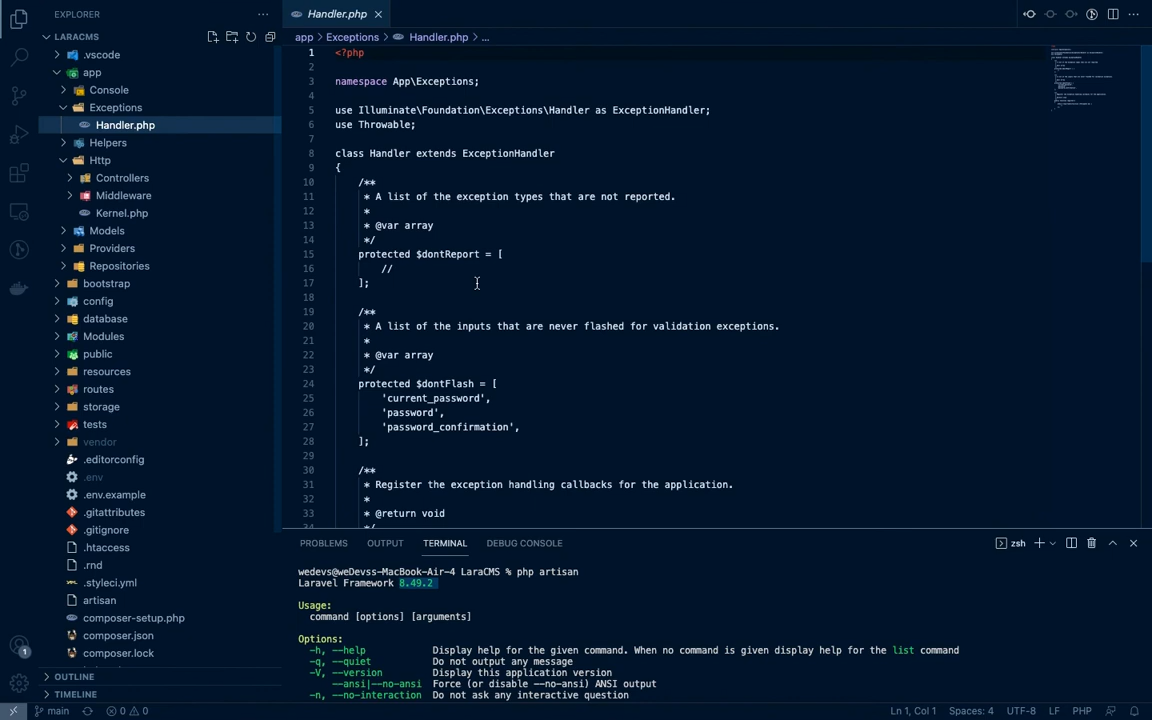 EXPLORER
LARACMS
.vscode
app
Console
Exceptions
Handler.php
Helpers
Http
Controllers
Middleware
Kernel.php
Models
Providers
Repositories
bootstrap
config
database
Modules
public
resources
routes
storage
tests
vendor
.editorconfig
.env
.env.example
.gitattributes
.gitignore
.htaccess
.rnd
.styleci.yml
artisan
composer-setup.php
composer.json
composer.lock
OUTLINE
TIMELINE
Handler.php
app > Exceptions > Handler.php > ...
1 <?php
2
3 namespace App\Exceptions;
4
5 use Illuminate\Foundation\Exceptions\Handler as ExceptionHandler;
6 use Throwable;
7
8 class Handler extends ExceptionHandler
9 {
10 /**
11 * A list of the exception types that are not reported.
12 *
13 * @var array
14 */
15 protected $dontReport = [
16 //
17 ];
18
19 /**
20 * A list of the inputs that are never flashed for validation exceptions.
21 *
22 * @var array
23 */
24 protected $dontFlash = [
25 'current_password',
26 'password',
27 'password_confirmation',
28 ];
29
30 /**
31 * Register the exception handling callbacks for the application.
32 *
33 * @return void
34 */
PROBLEMS OUTPUT TERMINAL DEBUG CONSOLE zsh
wedevs@weDevss-MacBook-Air-4 LaraCMS % php artisan
Laravel Framework 8.49.2
Usage:
command [options] [arguments]
Options:
-h, --help Display help for the given command. When no command is given display help for the list command
-q, --quiet Do not output any message
-V, --version Display this application version
--ansi|--no-ansi Force (or disable --no-ansi) ANSI output
-n, --no-interaction Do not ask any interactive question
1
main 0 0 Ln 1, Col 1 Spaces: 4 UTF-8 LF PHP